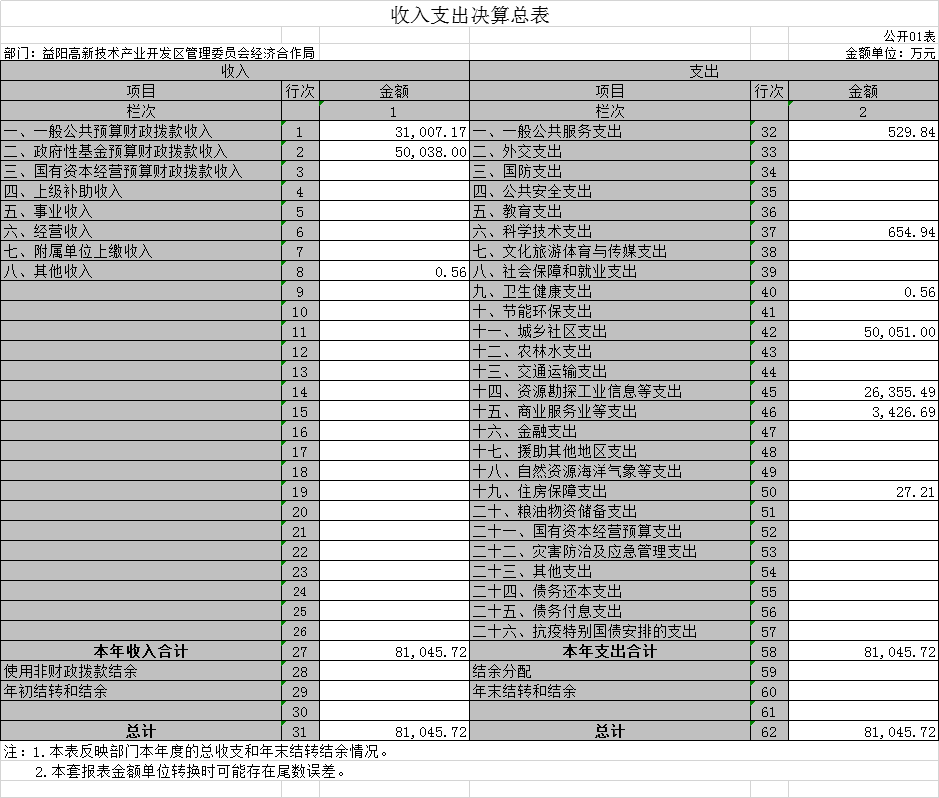 收入支出决算总表
公开01表
部门：益阳高新技术产业开发区管理委员会经济合作局 金额单位：万元
收入 支出
项目 行次 金额 项目 行次 金额
栏次 1 栏次 2
一、一般公共预算财政拨款收入 1 31,007.17 一、一般公共服务支出 32 529.84
二、政府性基金预算财政拨款收入 2 50,038.00 二、外交支出 33
三、国有资本经营预算财政拨款收入 3 三、国防支出 34
四、上级补助收入 4 四、公共安全支出 35
五、事业收入 5 五、教育支出 36
六、经营收入 6 六、科学技术支出 37 654.94
七、附属单位上缴收入 7 七、文化旅游体育与传媒支出 38
八、其他收入 8 0.56 八、社会保障和就业支出 39
9 九、卫生健康支出 40 0.56
10 十、节能环保支出 41
11 十一、城乡社区支出 42 50,051.00
12 十二、农林水支出 43
13 十三、交通运输支出 44
14 十四、资源勘探工业信息等支出 45 26,355.49
15 十五、商业服务业等支出 46 3,426.69
16 十六、金融支出 47
17 十七、援助其他地区支出 48
18 十八、自然资源海洋气象等支出 49
19 十九、住房保障支出 50 27.21
20 二十、粮油物资储备支出 51
21 二十一、国有资本经营预算支出 52
22 二十二、灾害防治及应急管理支出 53
23 二十三、其他支出 54
24 二十四、债务还本支出 55
25 二十五、债务付息支出 56
26 二十六、抗疫特别国债安排的支出 57
本年收入合计 27 81,045.72 本年支出合计 58 81,045.72
使用非财政拨款结余 28 结余分配 59
年初结转和结余 29 年末结转和结余 60
30 61
总计 31 81,045.72 总计 62 81,045.72
注：1.本表反映部门本年度的总收支和年末结转结余情况。
2.本套报表金额单位转换时可能存在尾数误差。